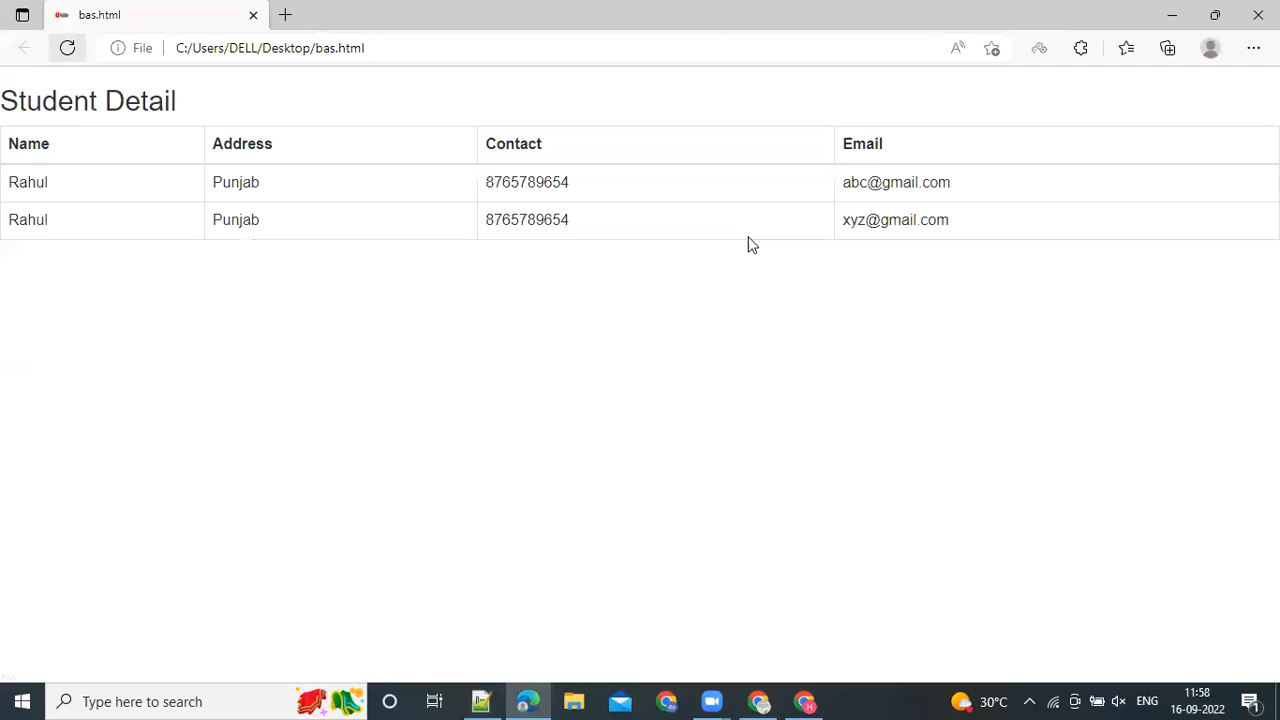 bas.html
File C:/Users/DELL/Desktop/bas.html
Student Detail
Name Address Contact Email
Rahul Punjab 8765789654 abc@gmail.com
Rahul Punjab 8765789654 xyz@gmail.com
Type here to search
30°C
ENG
11:58
16-09-2022
1